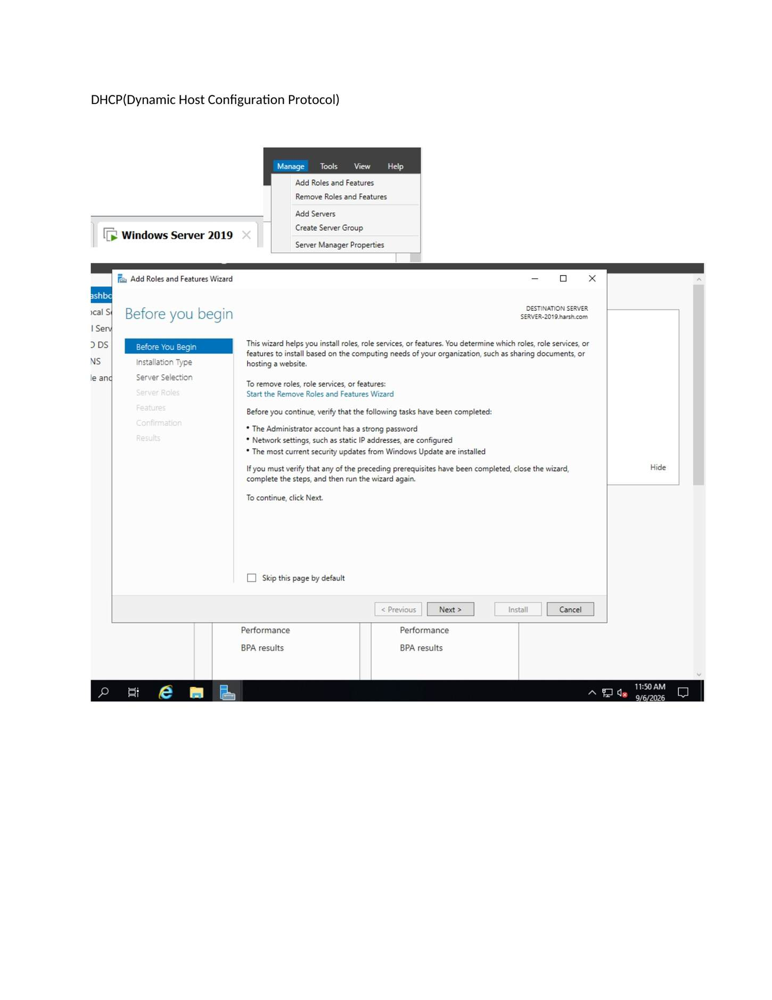 DHCP(Dynamic Host Configuration Protocol)
Manage Tools View Help
Add Roles and Features
Remove Roles and Features
Add Servers
Create Server Group
Server Manager Properties
Windows Server 2019
Add Roles and Features Wizard
Before you begin
DESTINATION SERVER
SERVER-2019.harsh.com
ashbc
ocal Se
l Serv
D DS
NS
le and
Before You Begin
Installation Type
Server Selection
Server Roles
Features
Confirmation
Results
This wizard helps you install roles, role services, or features. You determine which roles, role services, or
features to install based on the computing needs of your organization, such as sharing documents, or
hosting a website.
To remove roles, role services, or features:
Start the Remove Roles and Features Wizard
Before you continue, verify that the following tasks have been completed:
• The Administrator account has a strong password
• Network settings, such as static IP addresses, are configured
• The most current security updates from Windows Update are installed
If you must verify that any of the preceding prerequisites have been completed, close the wizard,
complete the steps, and then run the wizard again.
To continue, click Next.
Hide
Skip this page by default
< Previous Next > Install Cancel
Performance Performance
BPA results BPA results
11:50 AM
9/6/2026